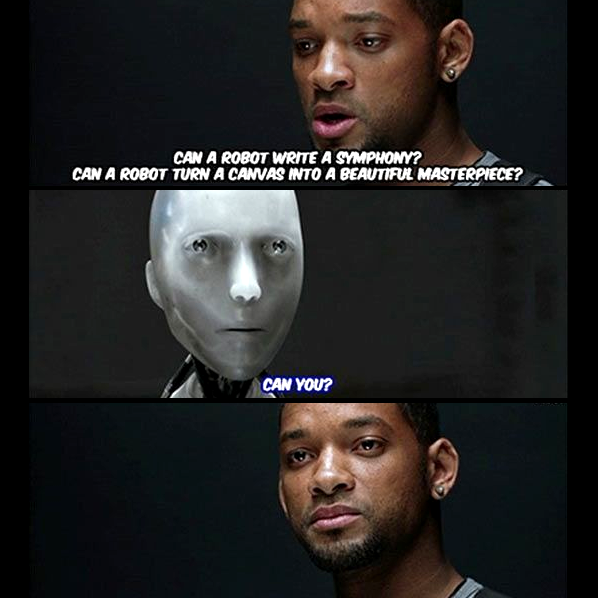 CAN A ROBOT WRITE A SYMPHONY?
CAN A ROBOT TURN A CANVAS INTO A BEAUTIFUL MASTERPIECE?
CAN YOU?